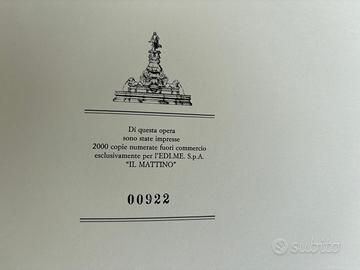 Di questa opera
sono state impresse
2000 copie numerate fuori commercio
esclusivamente per l'EDI.ME. S.p.A.
"IL MATTINO"
00922
subito